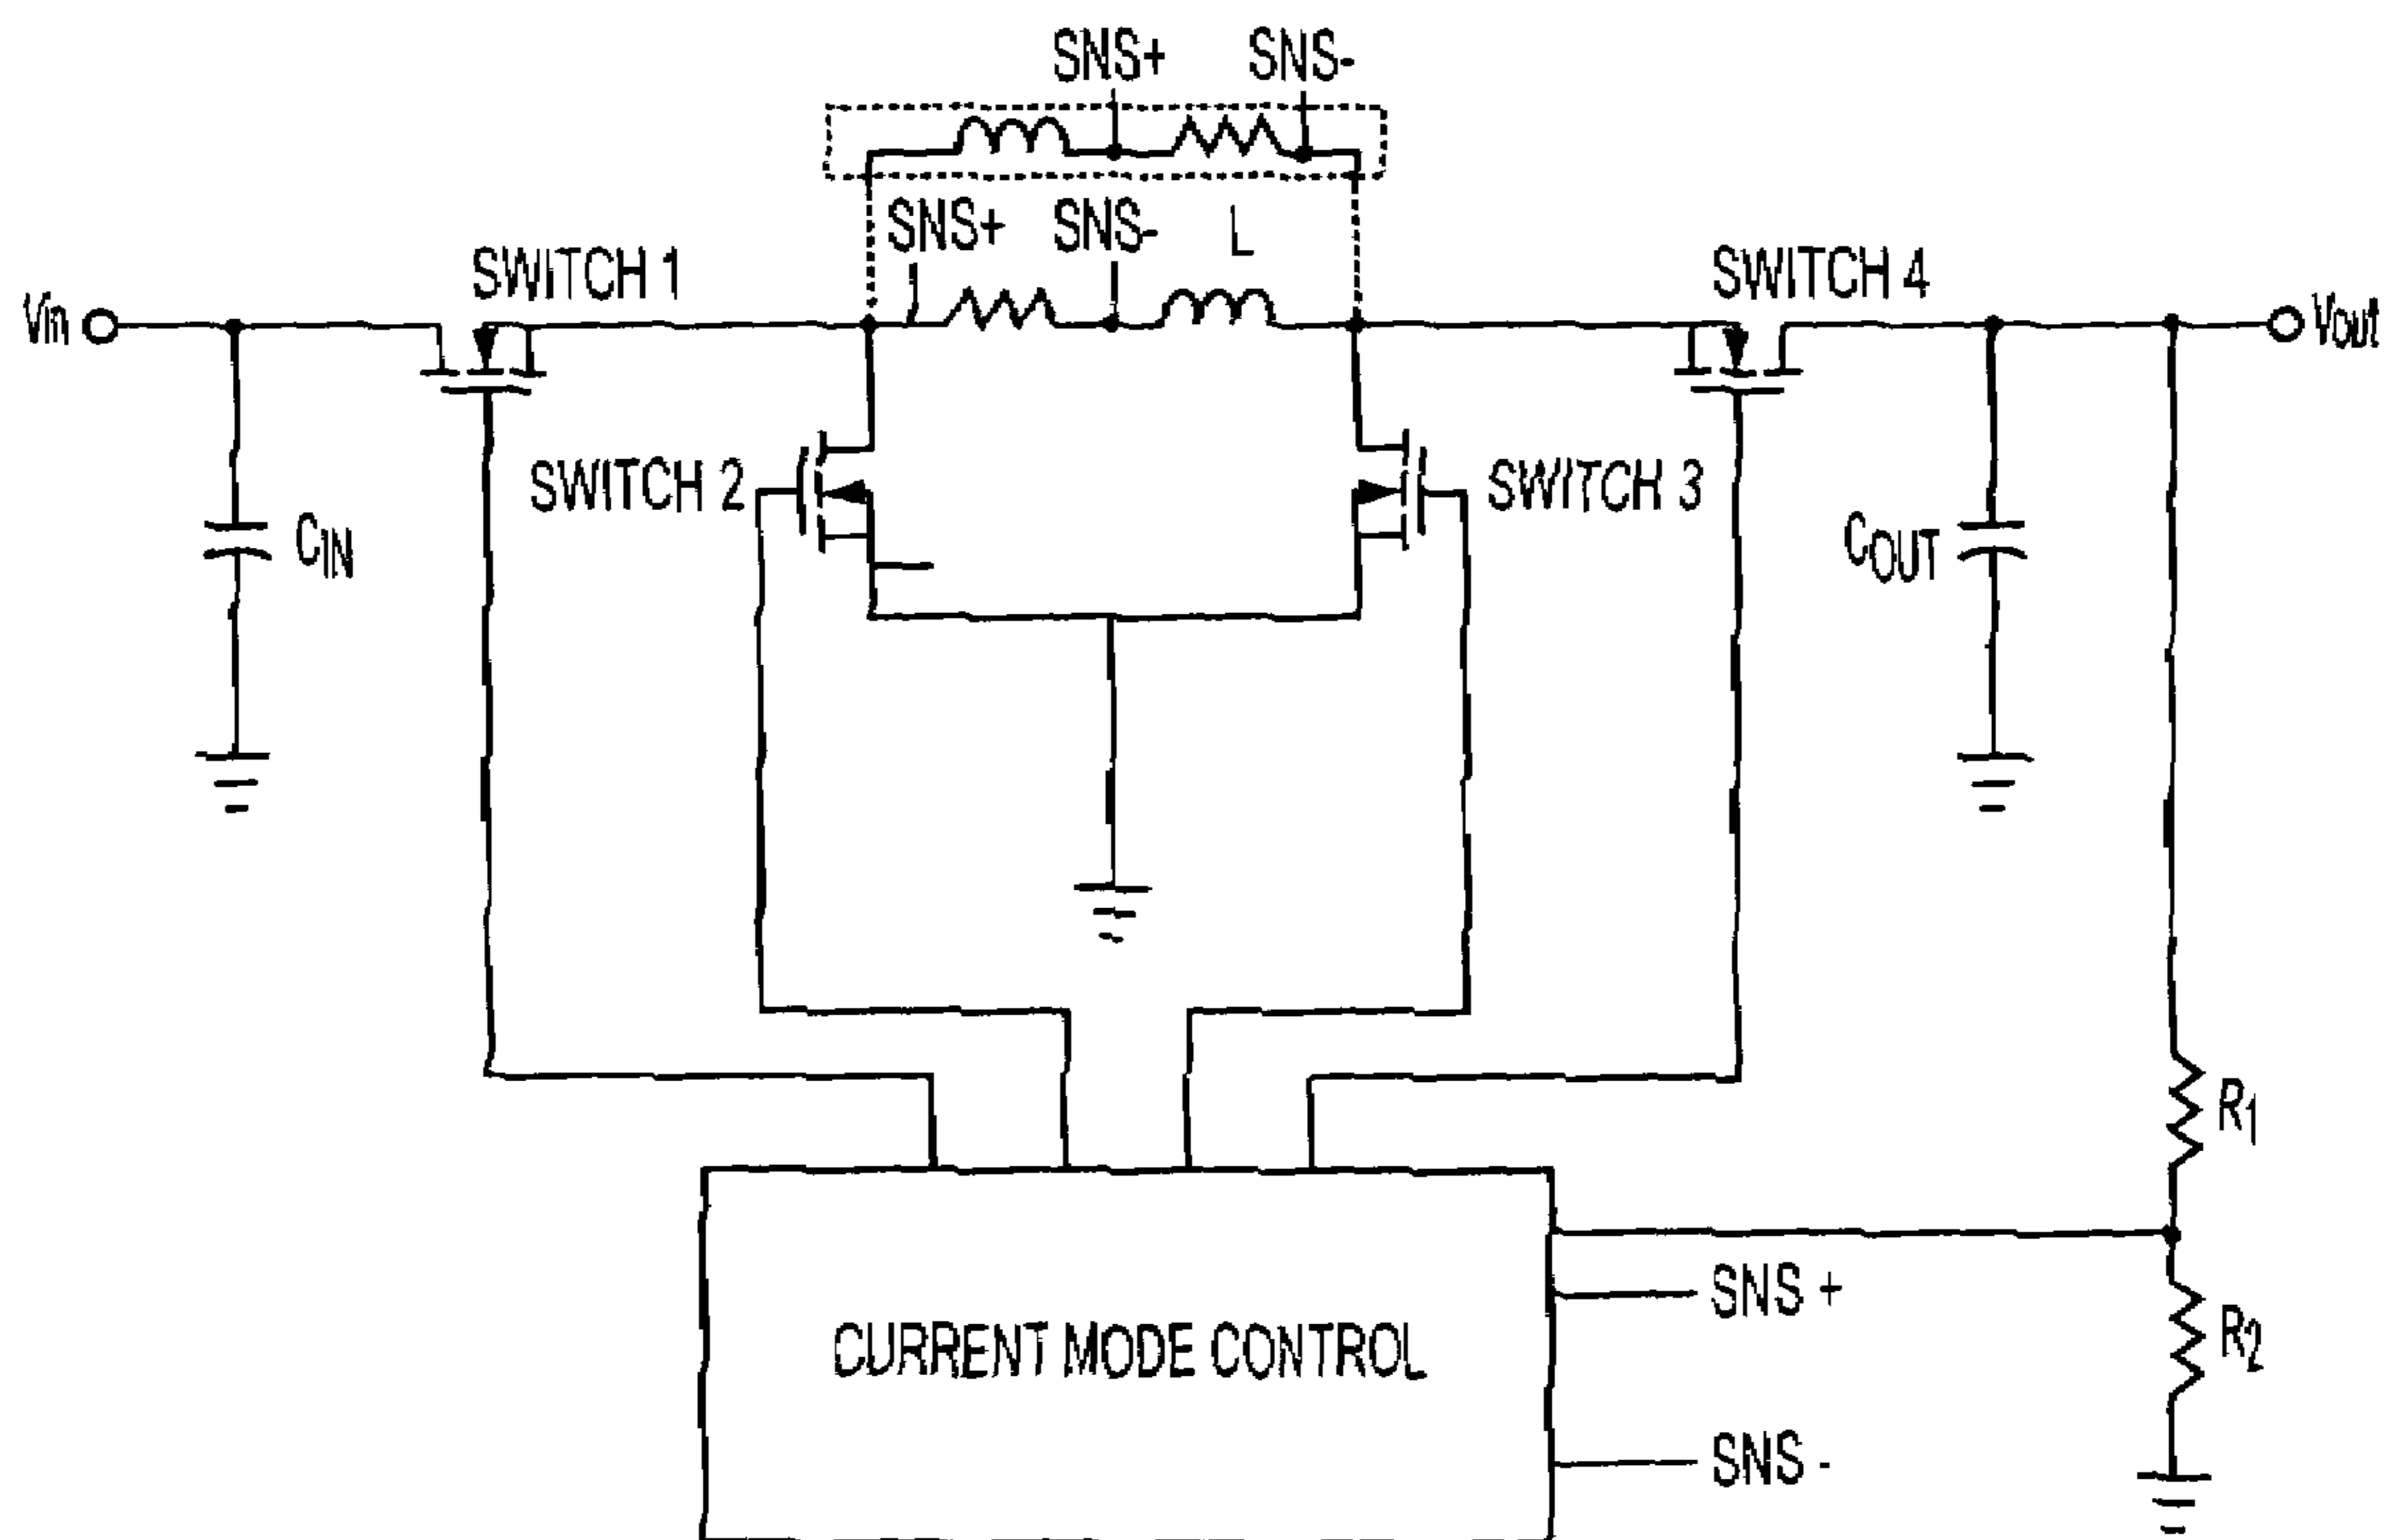 SNS+ SNS-
SNS+ SNS- L
SWITCH 1 SWITCH 4
Vin Vout
SWITCH 2 SWITCH 3
CIN COUT
R1
SNS +
CURRENT MODE CONTROL R2
SNS -